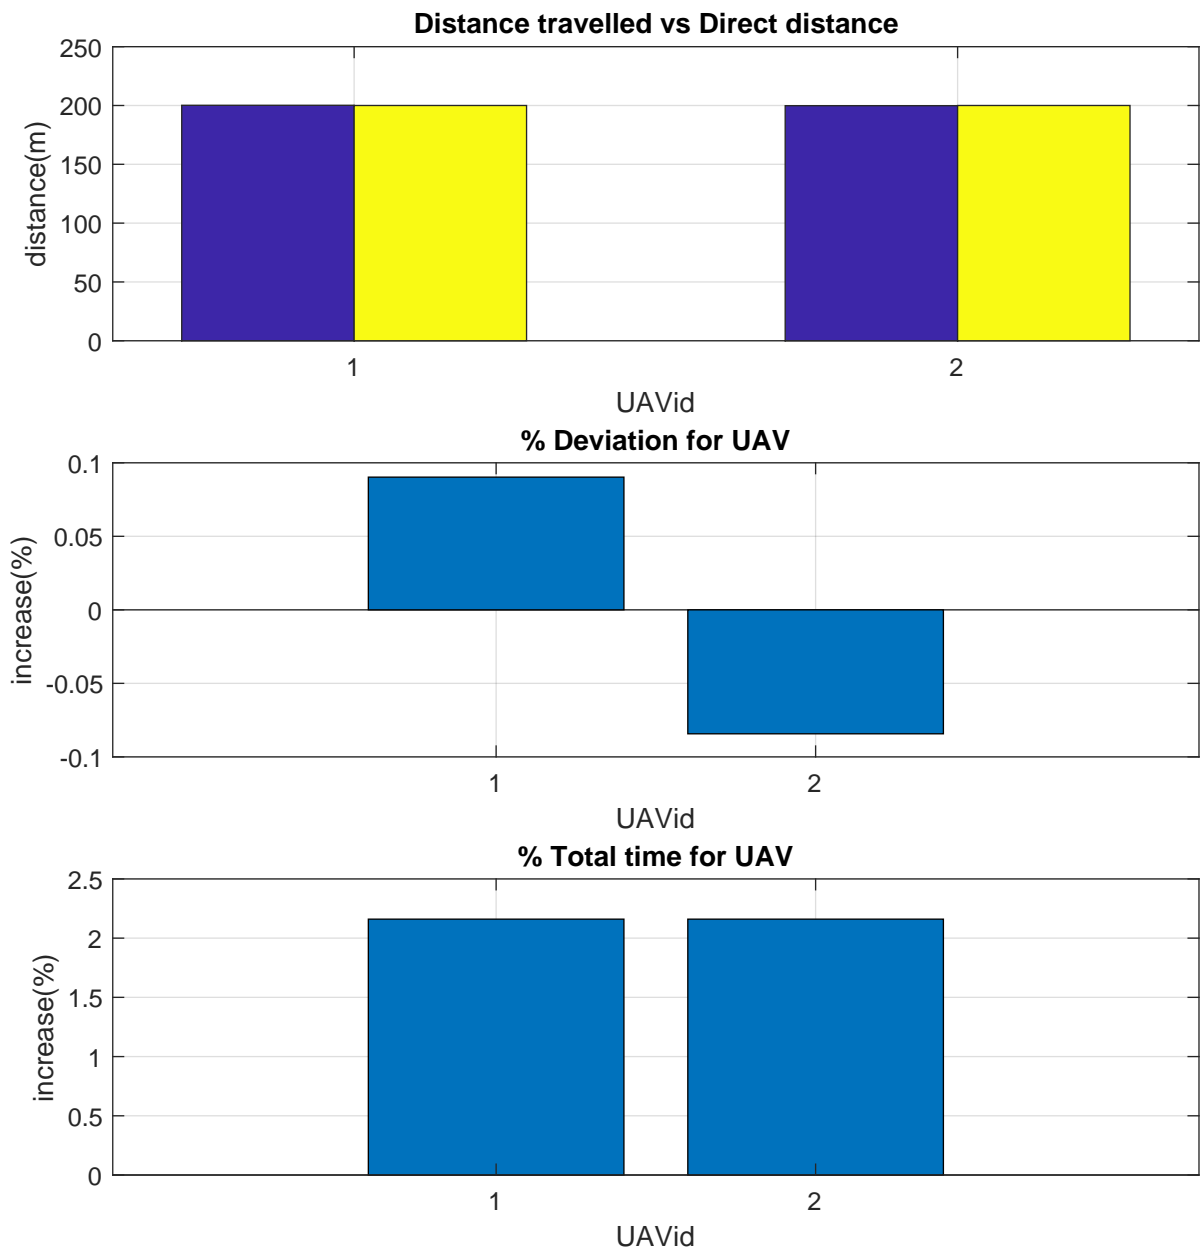 Distance travelled vs Direct distance
250
200
150
100
50
0
distance(m)
1 2
UAVid
% Deviation for UAV
0.1
0.05
0
-0.05
-0.1
increase(%)
1 2
UAVid
% Total time for UAV
2.5
2
1.5
1
0.5
0
increase(%)
1 2
UAVid